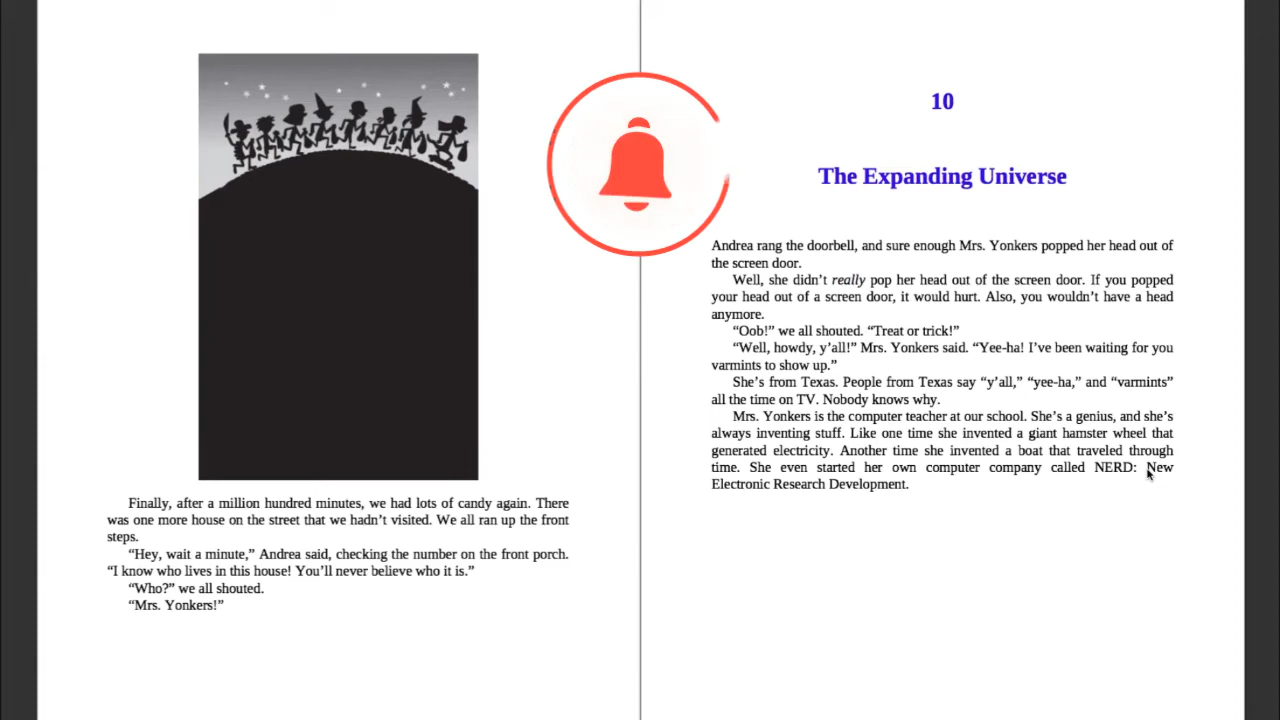 Finally, after a million hundred minutes, we had lots of candy again. There
was one more house on the street that we hadn’t visited. We all ran up the front
steps.
“Hey, wait a minute,” Andrea said, checking the number on the front porch.
“I know who lives in this house! You’ll never believe who it is.”
“Who?” we all shouted.
“Mrs. Yonkers!”
10
The Expanding Universe
Andrea rang the doorbell, and sure enough Mrs. Yonkers popped her head out of
the screen door.
Well, she didn’t really pop her head out of the screen door. If you popped
your head out of a screen door, it would hurt. Also, you wouldn’t have a head
anymore.
“Oob!” we all shouted. “Treat or trick!”
“Well, howdy, y’all!” Mrs. Yonkers said. “Yee-ha! I’ve been waiting for you
varmints to show up.”
She’s from Texas. People from Texas say “y’all,” “yee-ha,” and “varmints”
all the time on TV. Nobody knows why.
Mrs. Yonkers is the computer teacher at our school. She’s a genius, and she’s
always inventing stuff. Like one time she invented a giant hamster wheel that
generated electricity. Another time she invented a boat that traveled through
time. She even started her own computer company called NERD: New
Electronic Research Development.